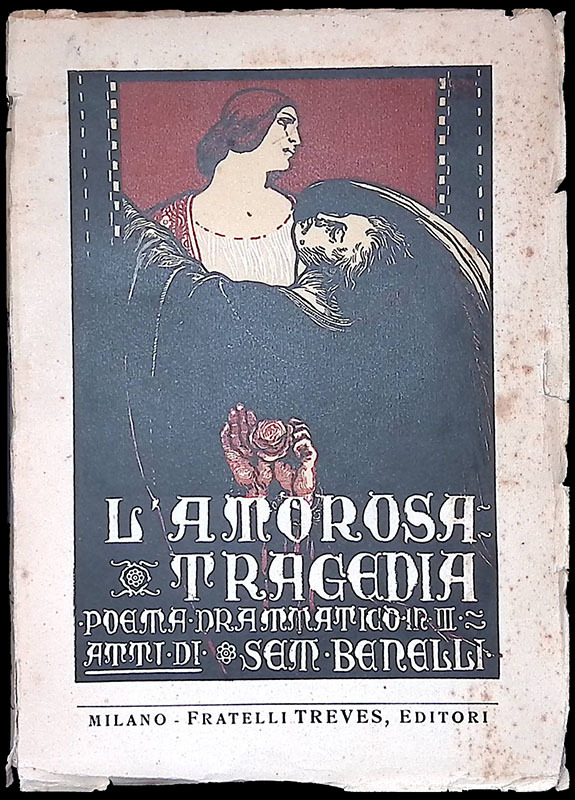 L'AMOROSA
TRAGEDIA
·POEMA·DRAMMATICO·IN·III·
ATTI·DI· SEM·BENELLI·
MILANO - FRATELLI TREVES, EDITORI